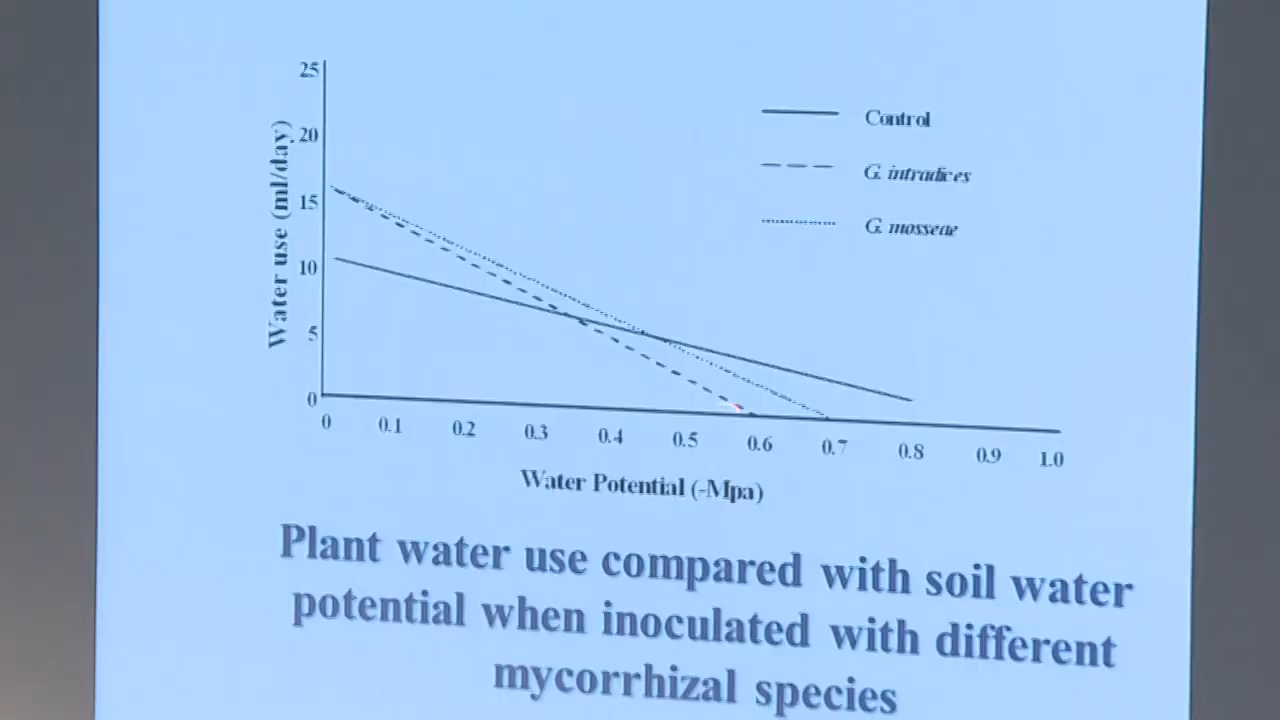 25
20
15
10
5
0
Water use (ml/day)
Control
G. intradices
G. mosseae
0 0.1 0.2 0.3 0.4 0.5 0.6 0.7 0.8 0.9 1.0
Water Potential (-Mpa)
Plant water use compared with soil water
potential when inoculated with different
mycorrhizal species